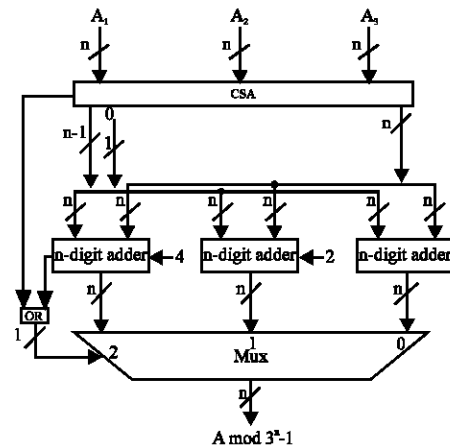 A₁ A₂ A₃
n n n
CSA
0
n-1 1 n
n n n n n n
n-digit adder 4 n-digit adder 2 n-digit adder
n n n
OR
1 2 1 0
Mux
n
A mod 3ⁿ-1